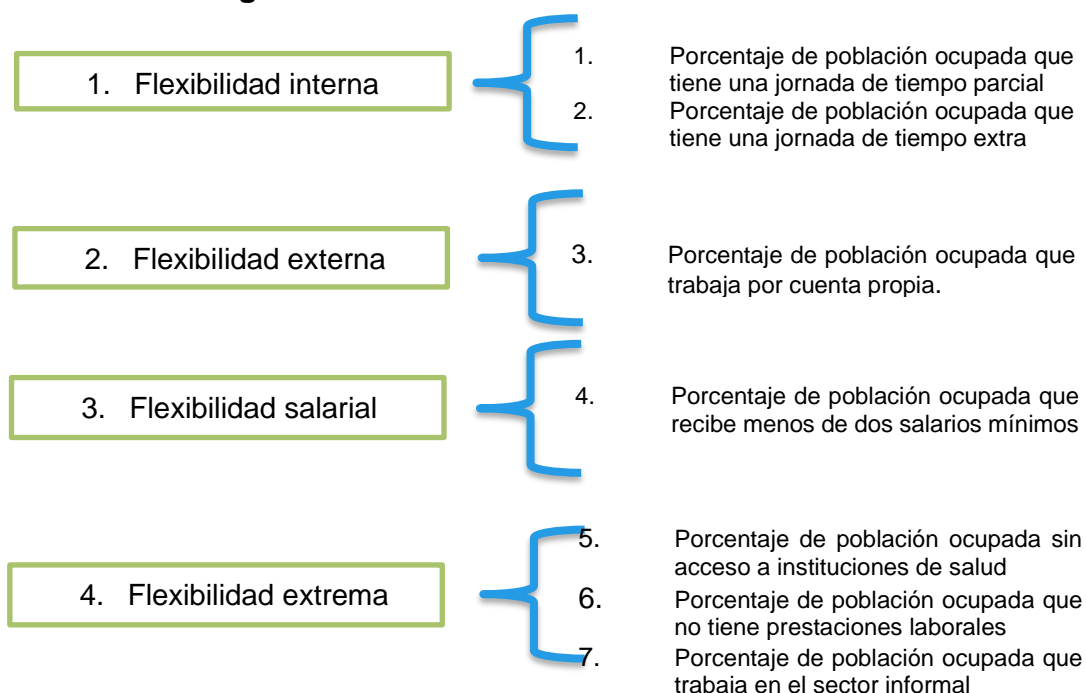 1. Flexibilidad interna
1. Porcentaje de población ocupada que
tiene una jornada de tiempo parcial
2. Porcentaje de población ocupada que
tiene una jornada de tiempo extra
2. Flexibilidad externa
3. Porcentaje de población ocupada que
trabaja por cuenta propia.
3. Flexibilidad salarial
4. Porcentaje de población ocupada que
recibe menos de dos salarios mínimos
4. Flexibilidad extrema
5. Porcentaje de población ocupada sin
acceso a instituciones de salud
6. Porcentaje de población ocupada que
no tiene prestaciones laborales
7. Porcentaje de población ocupada que
trabaja en el sector informal